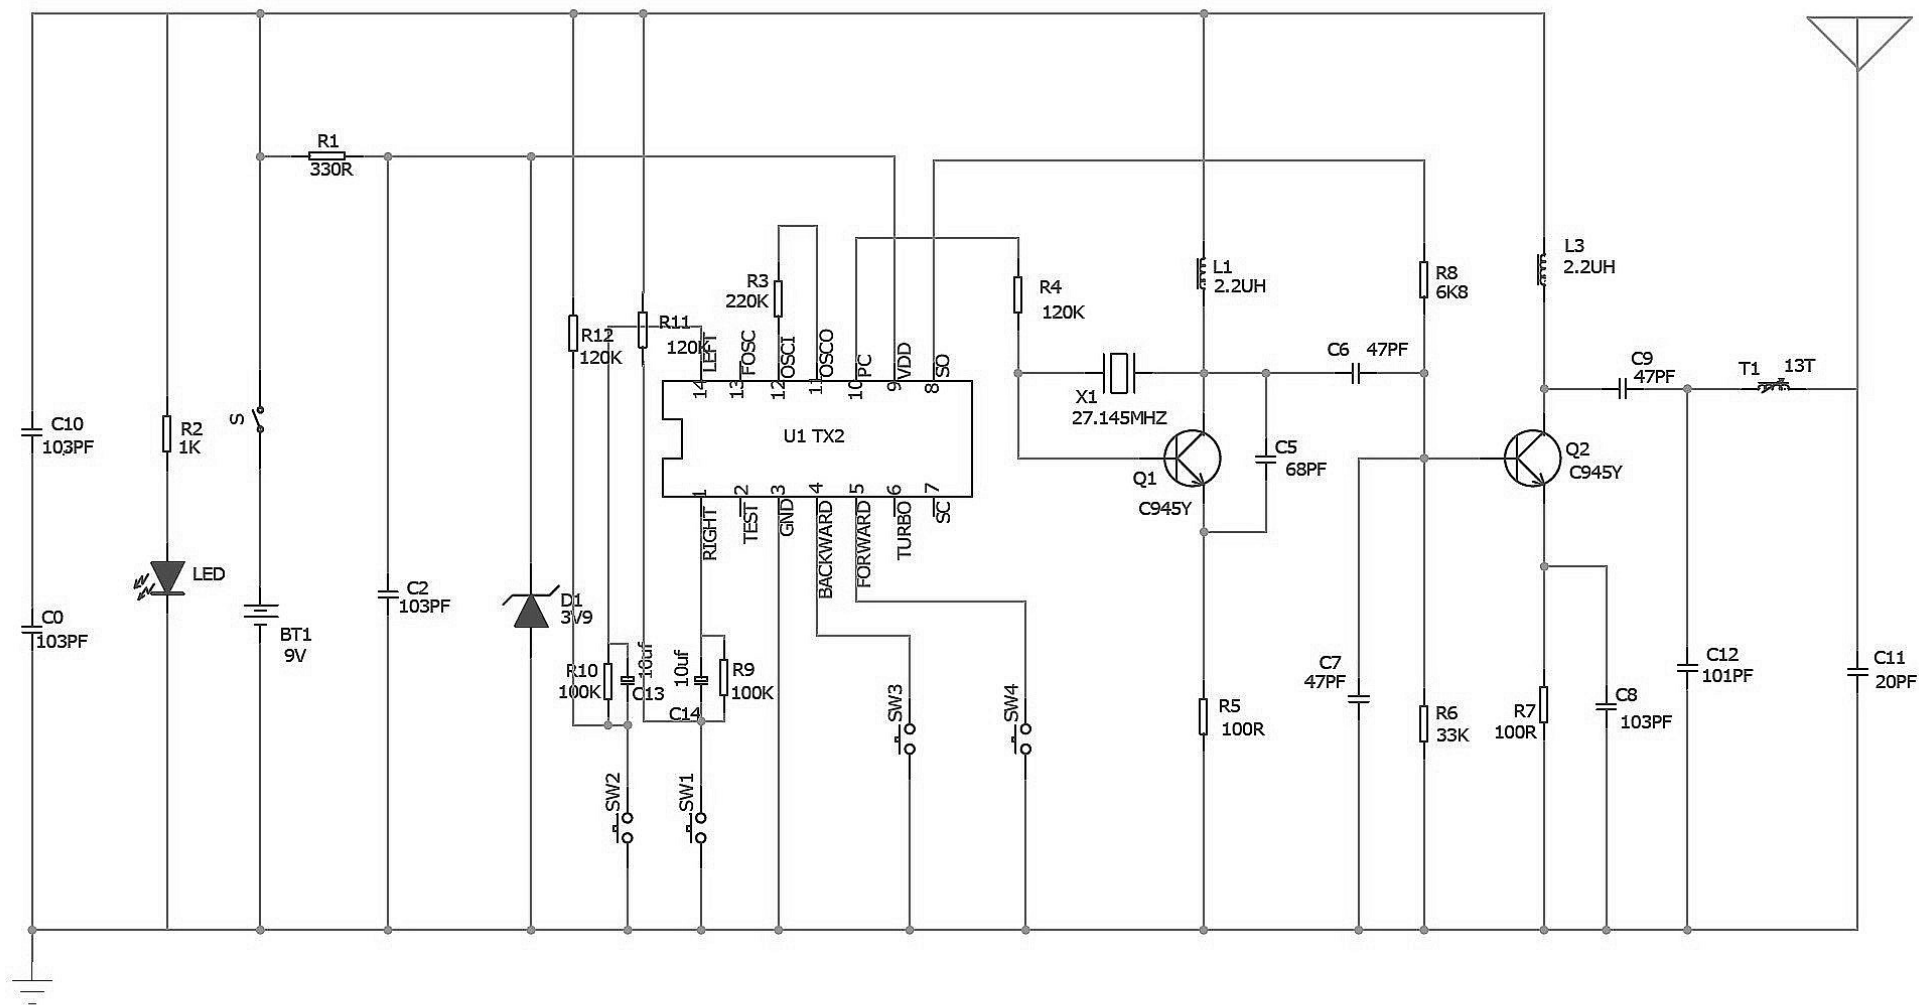 R1
330R
R3
220K
R12
120K
R11
120K
LEFT
FOSC
OSCI
OSCO
PC
VDD
SO
14
13
12
11
10
9
8
U1 TX2
1
2
3
4
5
6
7
RIGHT
TEST
GND
BACKWARD
FORWARD
TURBO
SC
R4
120K
X1
27.145MHZ
L1
2.2UH
C6 47PF
R8
6K8
L3
2.2UH
C9
47PF
T1 13T
Q1
C945Y
C5
68PF
Q2
C945Y
S
R2
1K
C10
103PF
LED
C0
103PF
BT1
9V
C2
103PF
D1
3V9
R10
100K
10uf
C13
10uf
C14
R9
100K
SW3
SW4
SW2
SW1
R5
100R
C7
47PF
R6
33K
R7
100R
C8
103PF
C12
101PF
C11
20PF